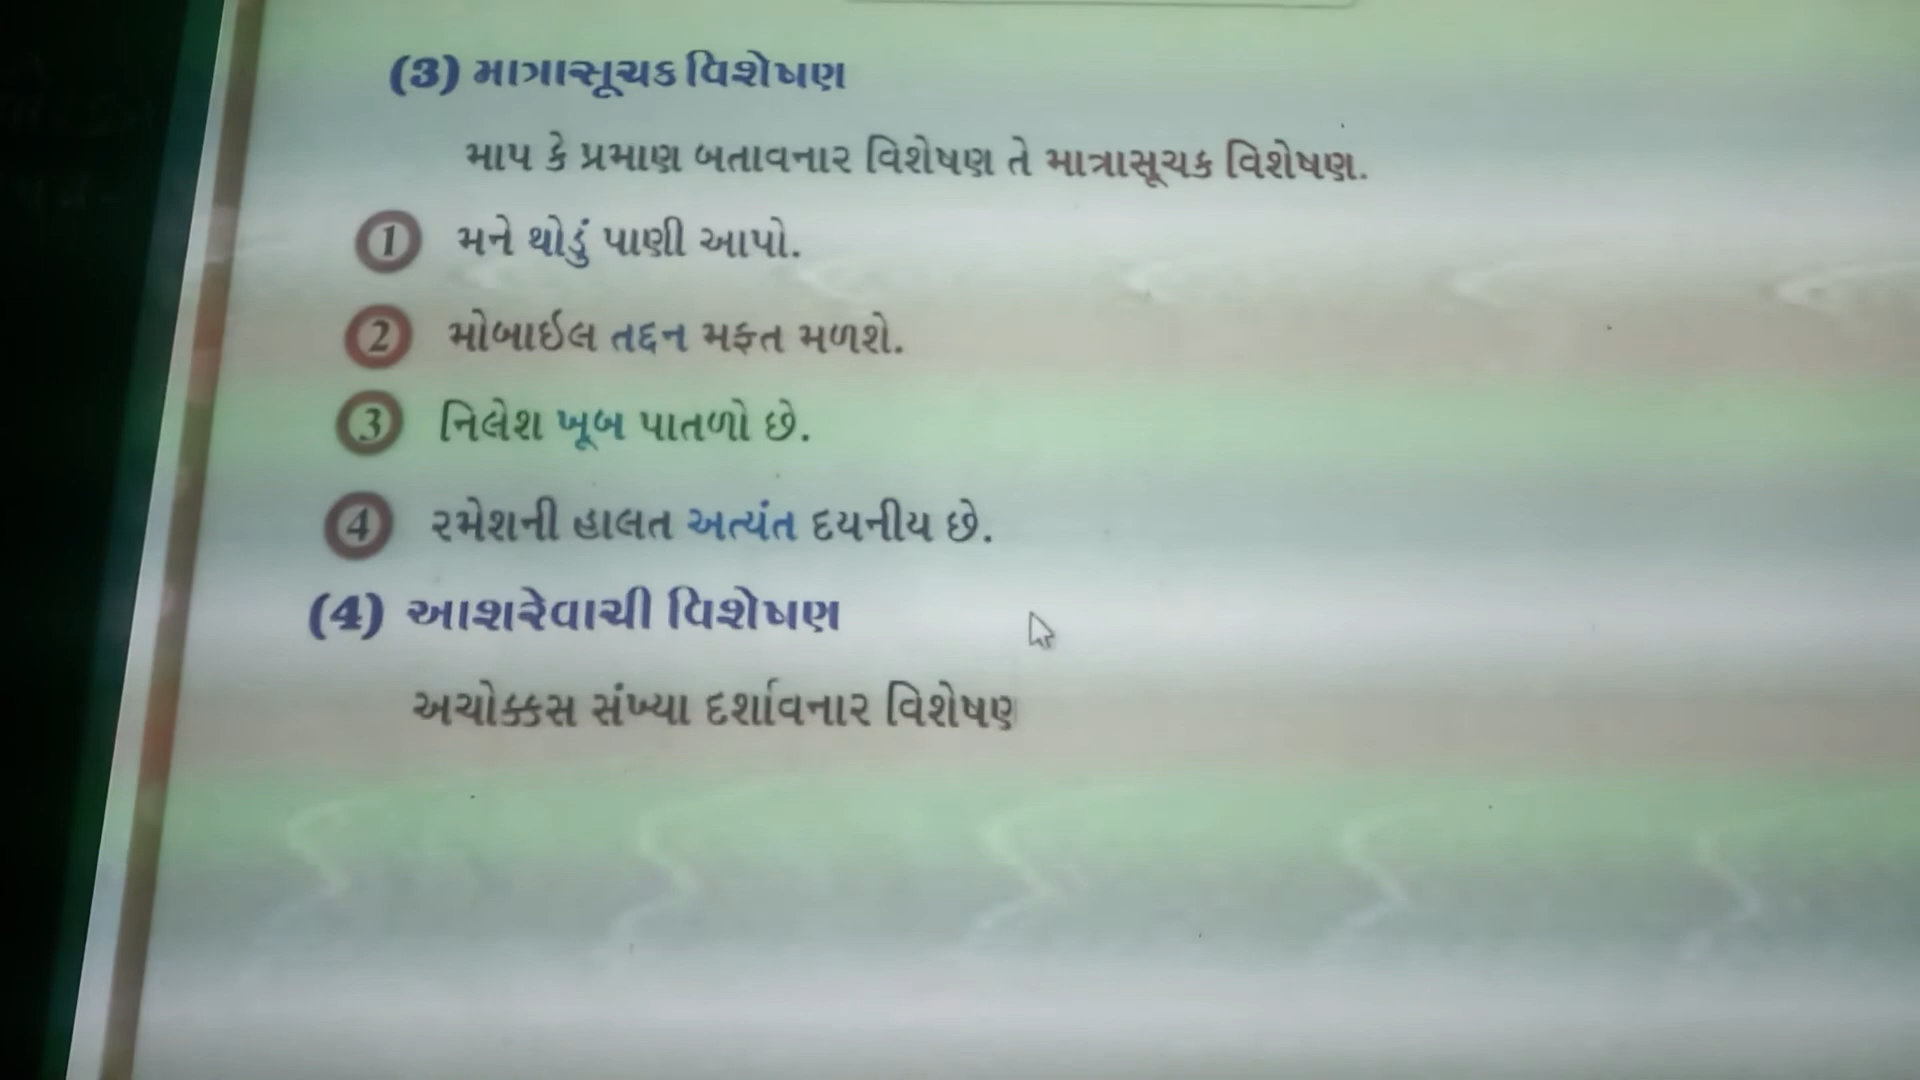 (3) માત્રાસૂચક વિશેષણ
માપ કે પ્રમાણ બતાવનાર વિશેષણ તે માત્રાસૂચક વિશેષણ.
1 મને થોડું પાણી આપો.
2 મોબાઈલ તદ્દન મફત મળશે.
3 નિલેશ ખૂબ પાતળો છે.
4 રમેશની હાલત અત્યંત દયનીય છે.
(4) આશરેવાચી વિશેષણ
અચોક્કસ સંખ્યા દર્શાવનાર વિશેષણ